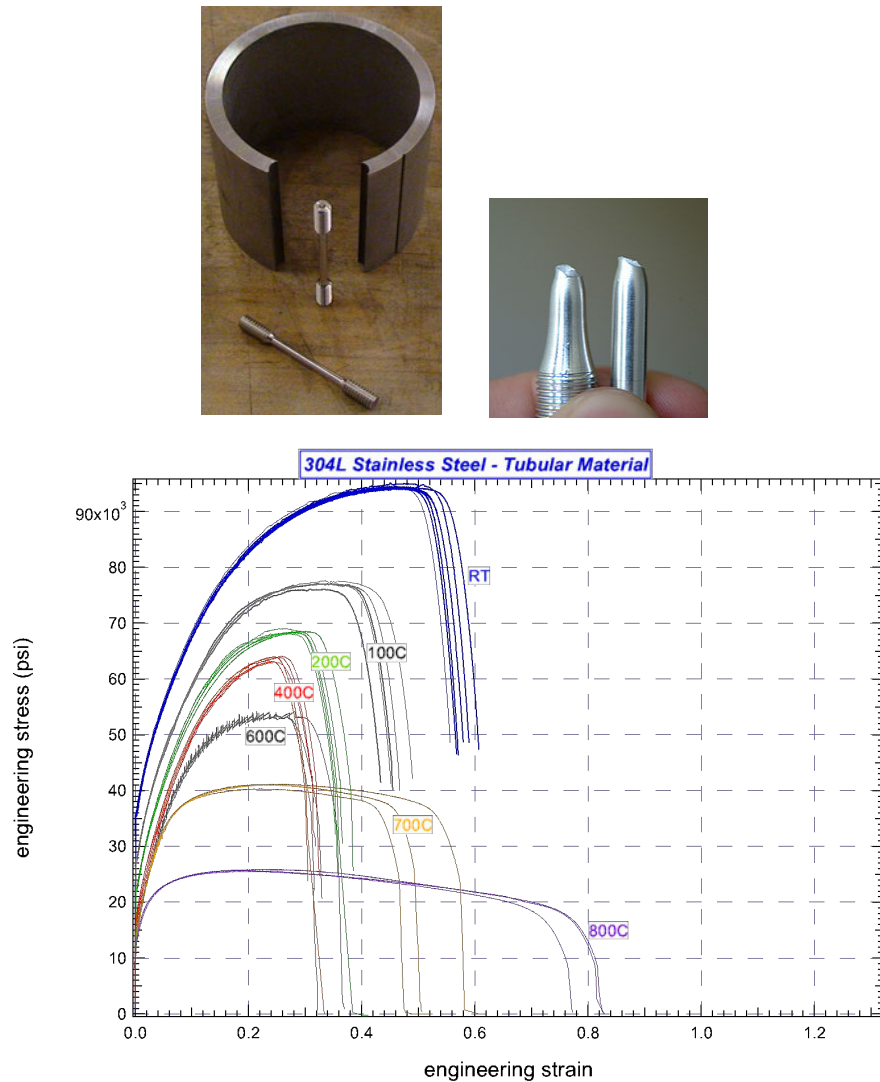 304L Stainless Steel - Tubular Material
90x10³
80
70
60
50
40
30
20
10
0
0.0 0.2 0.4 0.6 0.8 1.0 1.2
engineering stress (psi)
engineering strain
RT
100C
200C
400C
600C
700C
800C